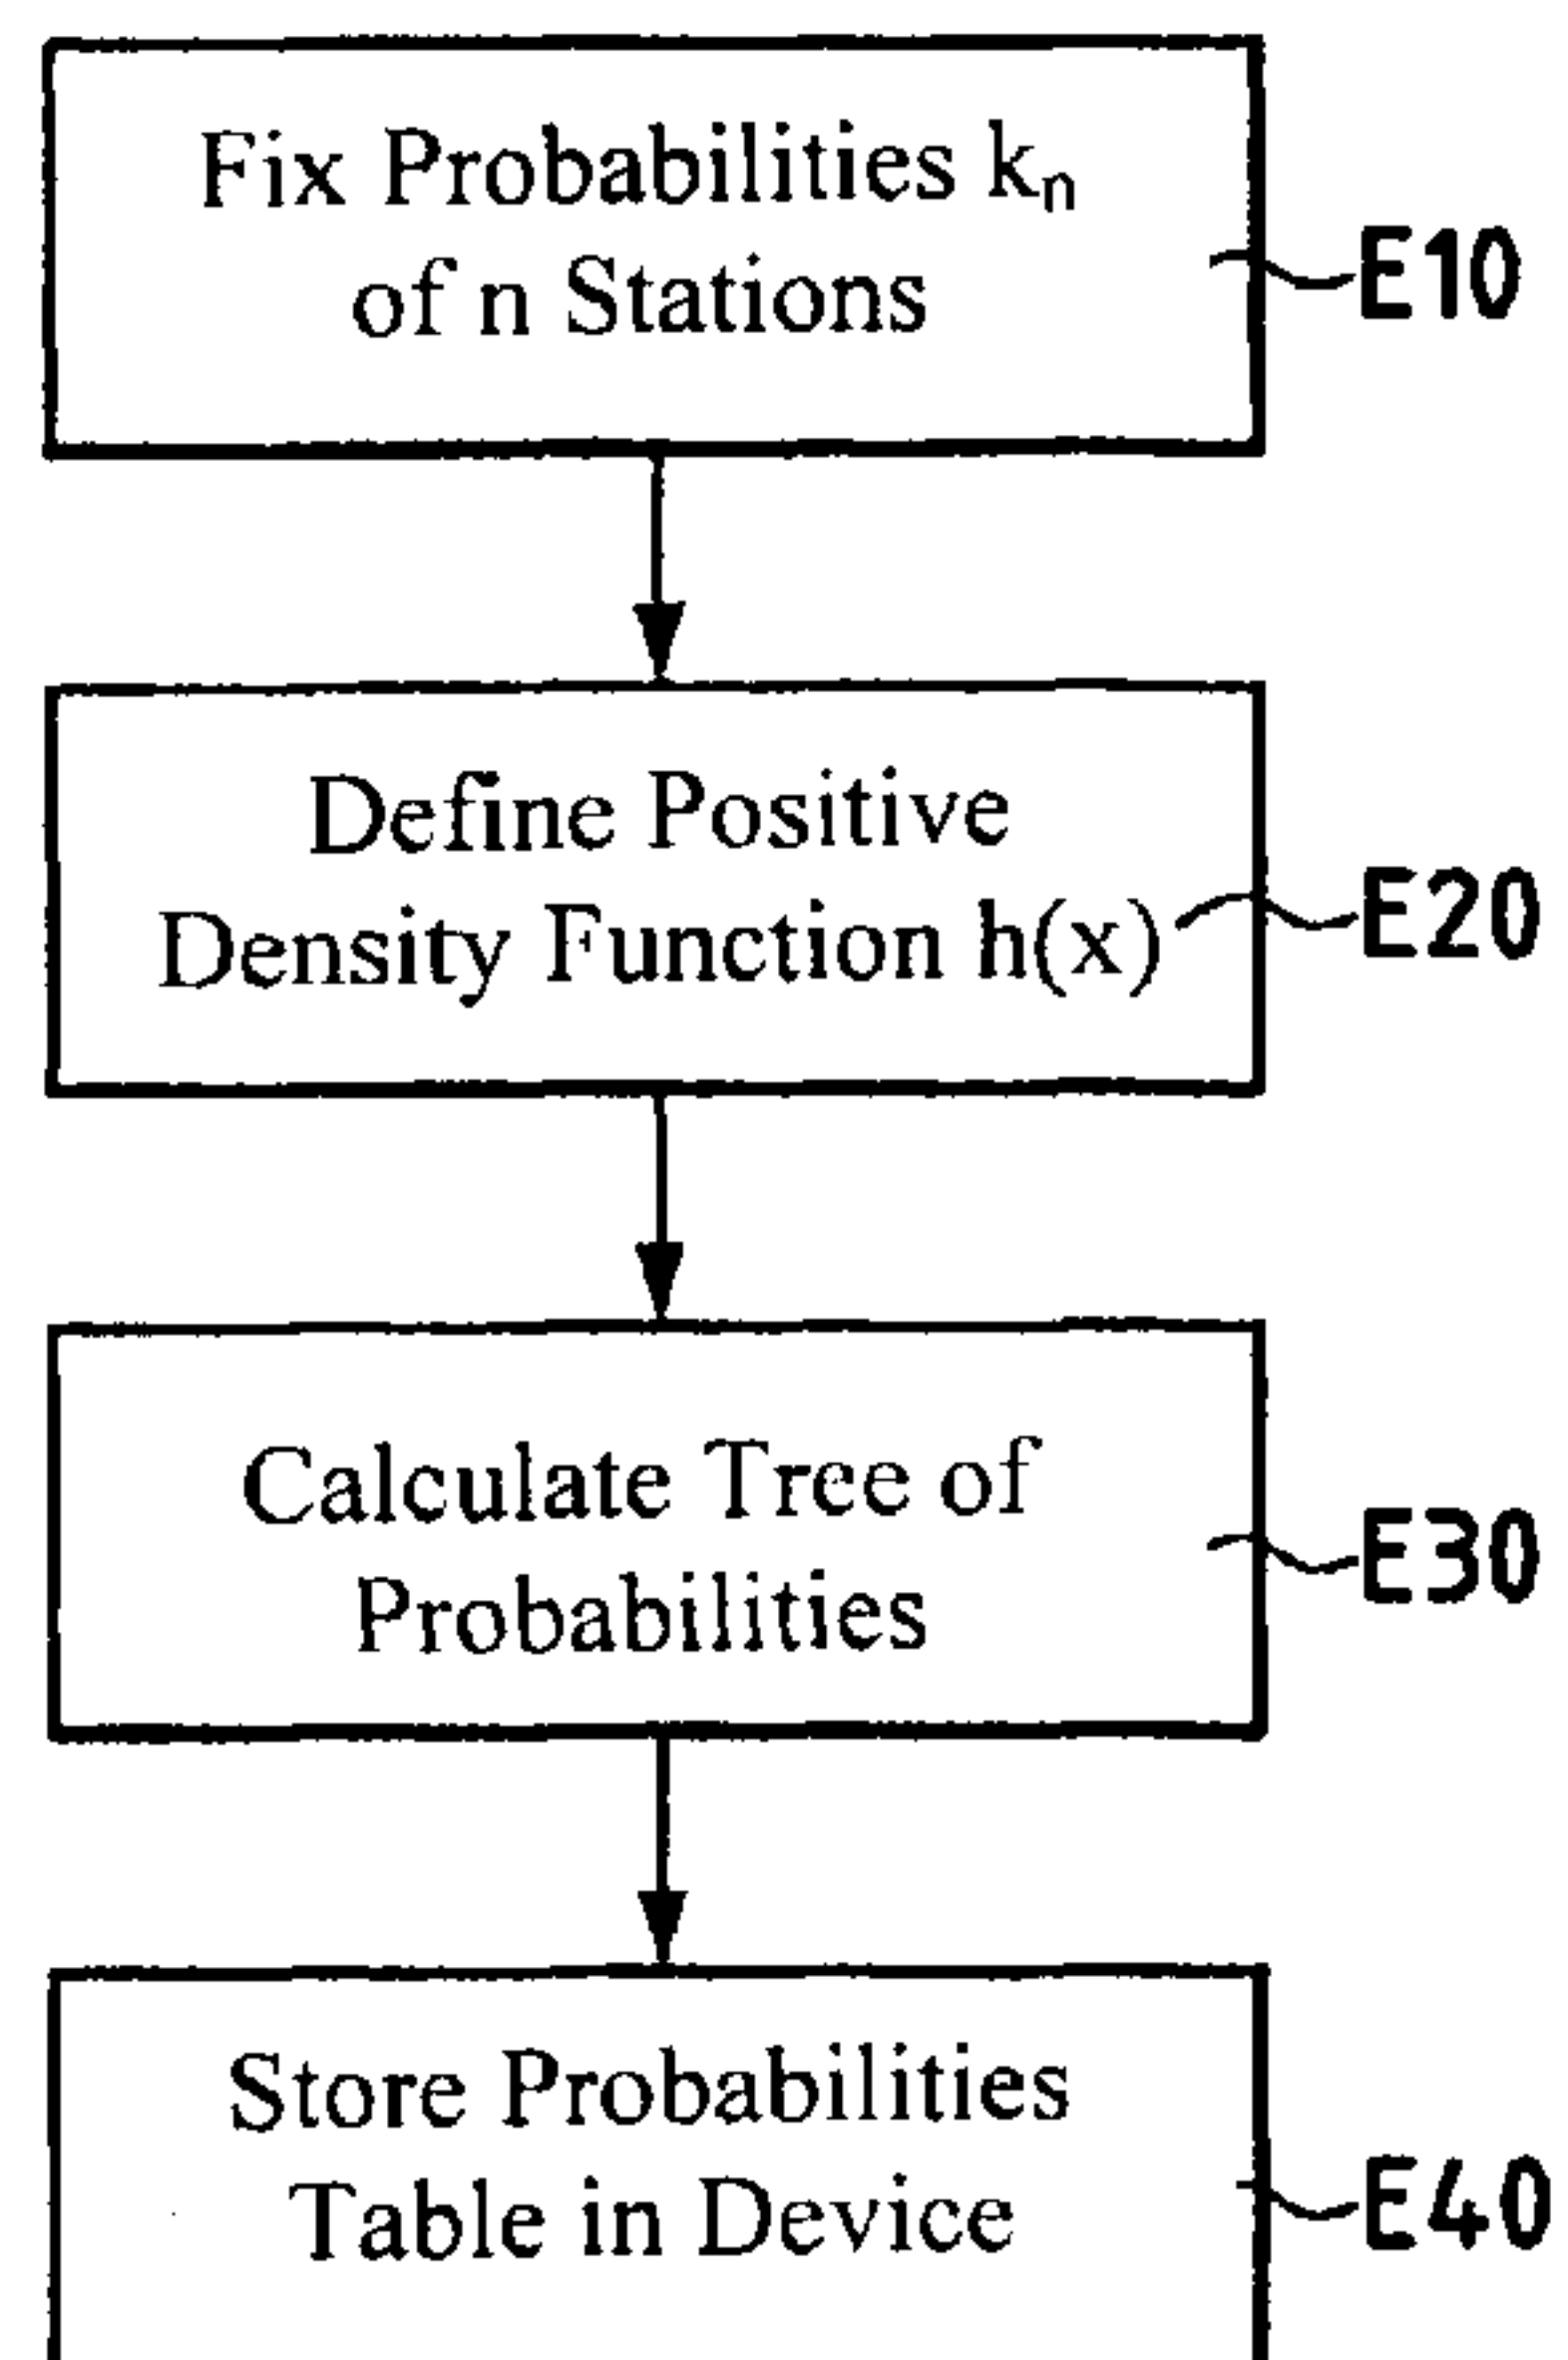 Fix Probabilities kₙ
of n Stations
E10
Define Positive
Density Function h(x)
E20
Calculate Tree of
Probabilities
E30
Store Probabilities
Table in Device
E40